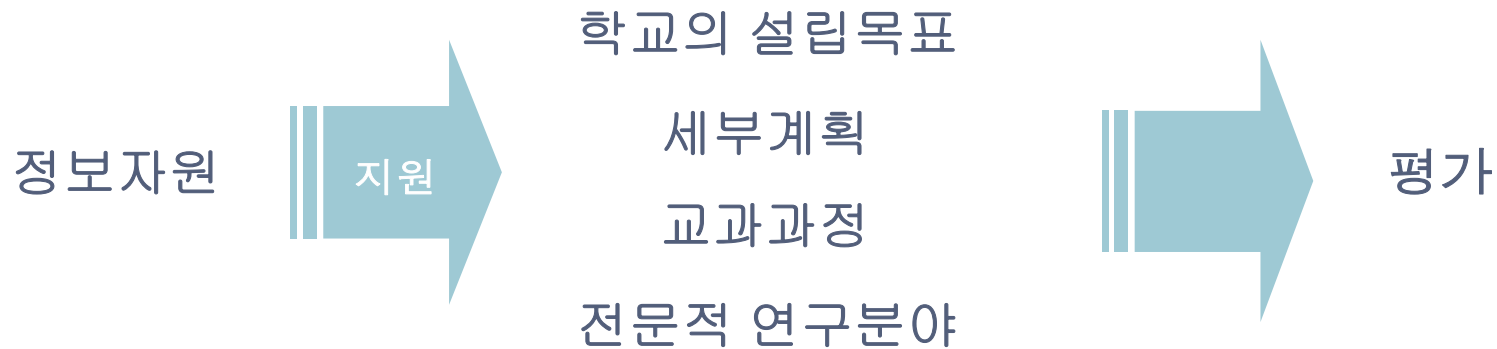 정보자원
지원
학교의 설립목표
세부계획
교과과정
전문적 연구분야
평가